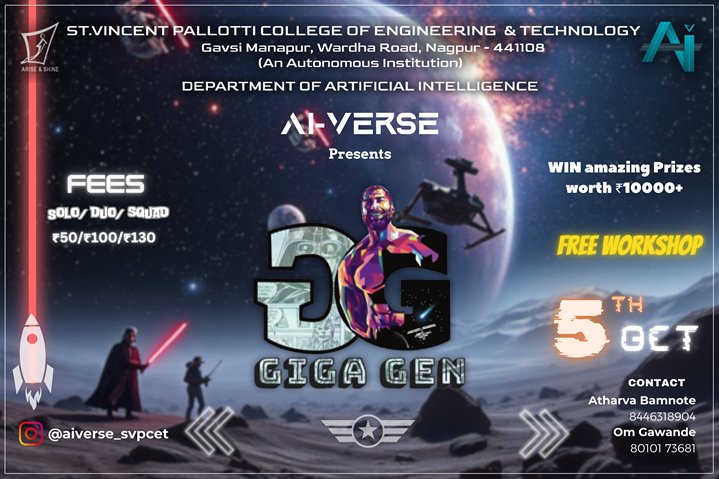 ST.VINCENT PALLOTTI COLLEGE OF ENGINEERING & TECHNOLOGY
Gavsi Manapur, Wardha Road, Nagpur - 441108
(An Autonomous Institution)
DEPARTMENT OF ARTIFICIAL INTELLIGENCE
ARISE & SHINE
Ai
AI-VERSE
Presents
FEES
SOLO/ DUO/ SQUAD
₹50/₹100/₹130
WIN amazing Prizes
worth ₹10000+
FREE WORKSHOP
5TH
OCT
GG
GIGA GEN
CONTACT
Atharva Bamnote
8446318904
Om Gawande
80101 73681
@aiverse_svpcet